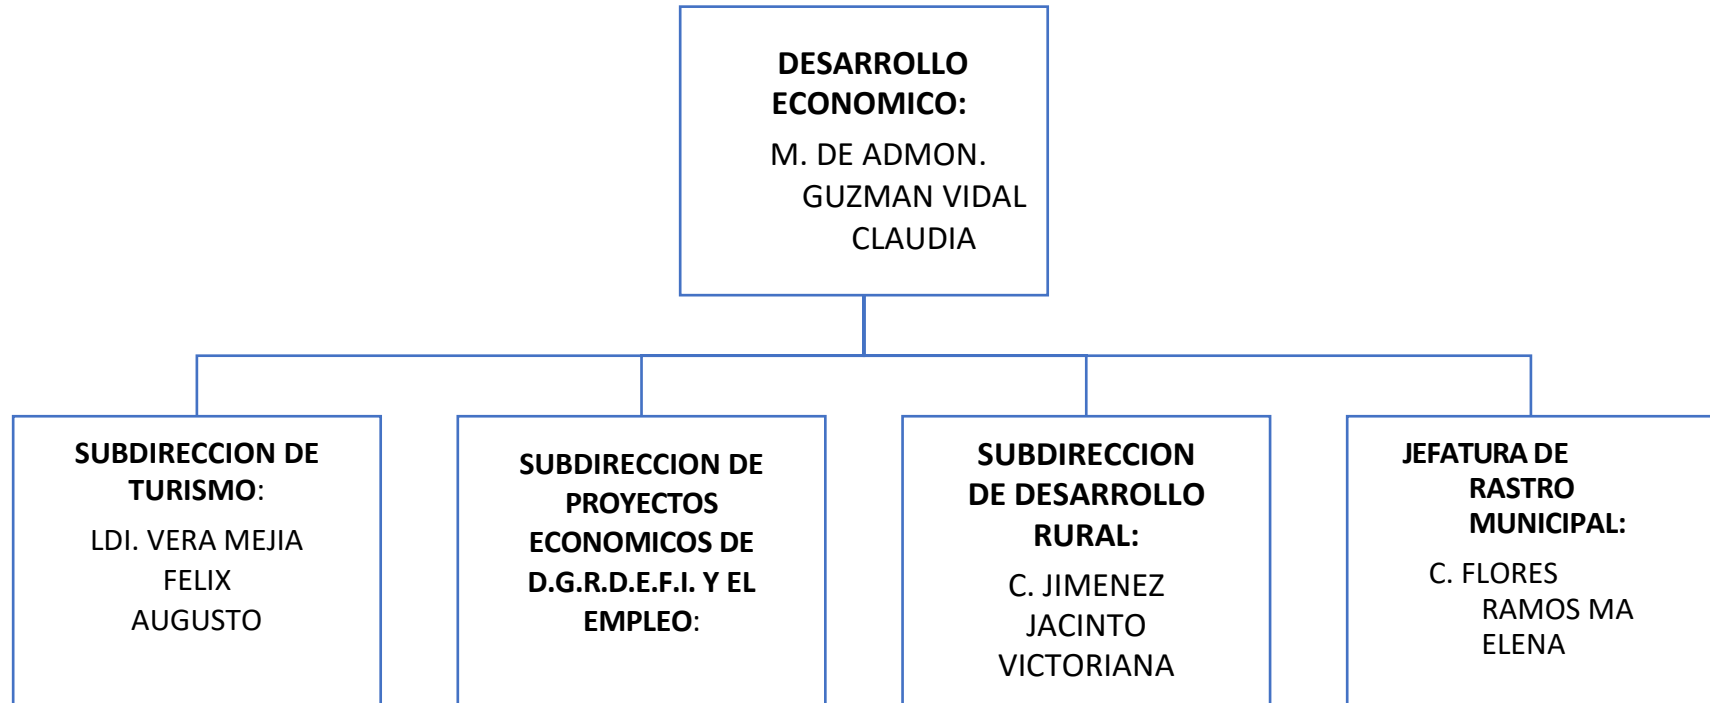 DESARROLLO
ECONOMICO:
M. DE ADMON.
GUZMAN VIDAL
CLAUDIA
SUBDIRECCION DE
TURISMO:
LDI. VERA MEJIA
FELIX
AUGUSTO
SUBDIRECCION DE
PROYECTOS
ECONOMICOS DE
D.G.R.D.E.F.I. Y EL
EMPLEO:
SUBDIRECCION
DE DESARROLLO
RURAL:
C. JIMENEZ
JACINTO
VICTORIANA
JEFATURA DE
RASTRO
MUNICIPAL:
C. FLORES
RAMOS MA
ELENA